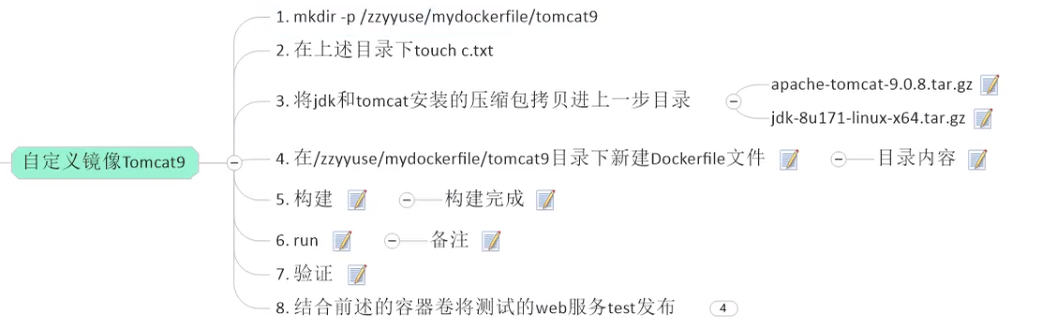 自定义镜像Tomcat9
1. mkdir -p /zzyyuse/mydockerfile/tomcat9
2. 在上述目录下touch c.txt
3. 将jdk和tomcat安装的压缩包拷贝进上一步目录
apache-tomcat-9.0.8.tar.gz
jdk-8u171-linux-x64.tar.gz
4. 在/zzyyuse/mydockerfile/tomcat9目录下新建Dockerfile文件
目录内容
5. 构建
构建完成
6. run
备注
7. 验证
8. 结合前述的容器卷将测试的web服务test发布
4